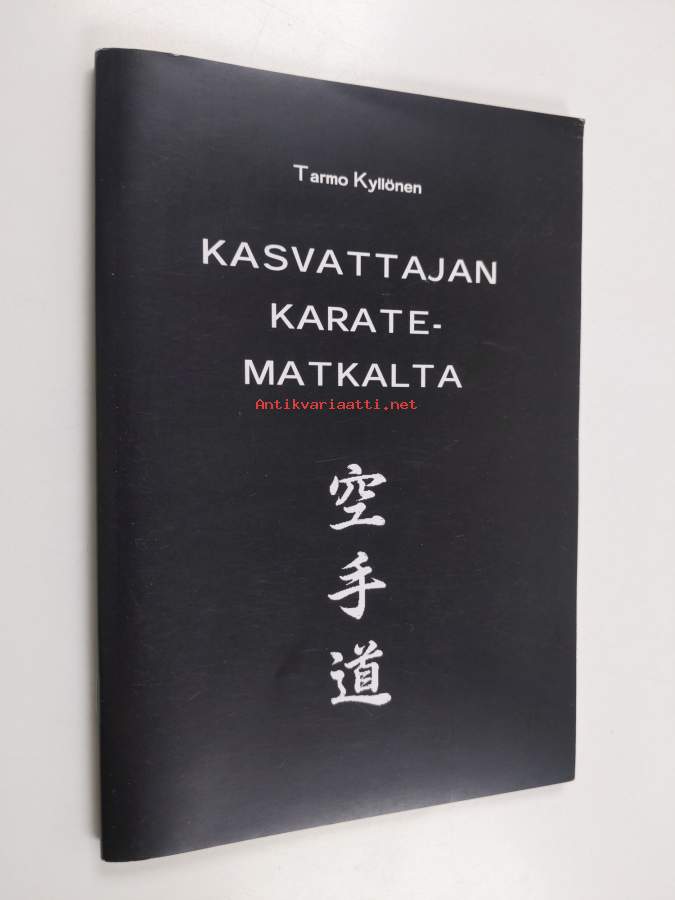 Tarmo Kyllönen
KASVATTAJAN
KARATE-
MATKALTA
Antikvariaatti.net
空
手
道